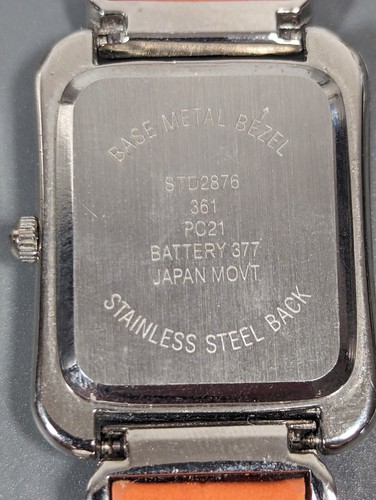 BASE METAL BEZEL
STD2876
361
PC21
BATTERY 377
JAPAN MOVT
STAINLESS STEEL BACK